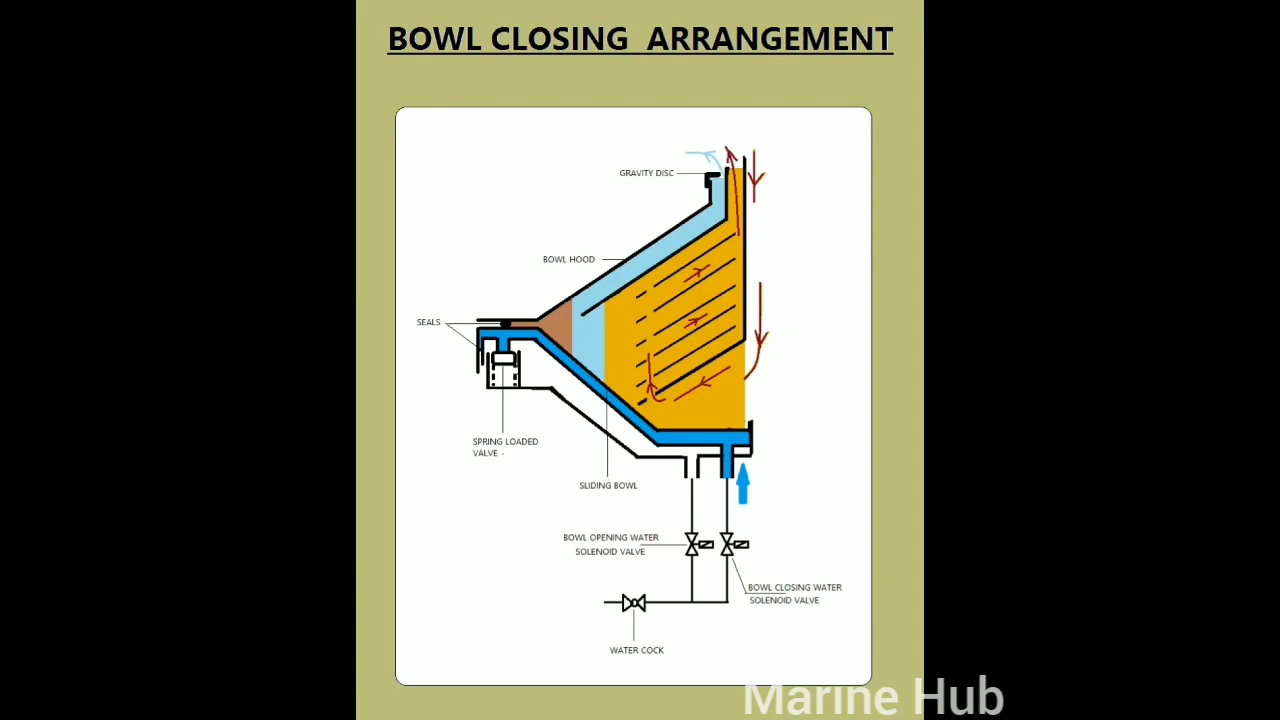 BOWL CLOSING ARRANGEMENT
GRAVITY DISC
BOWL HOOD
SEALS
SPRING LOADED
VALVE -
SLIDING BOWL
BOWL OPENING WATER
SOLENOID VALVE
BOWL CLOSING WATER
SOLENOID VALVE
WATER COCK
Marine Hub